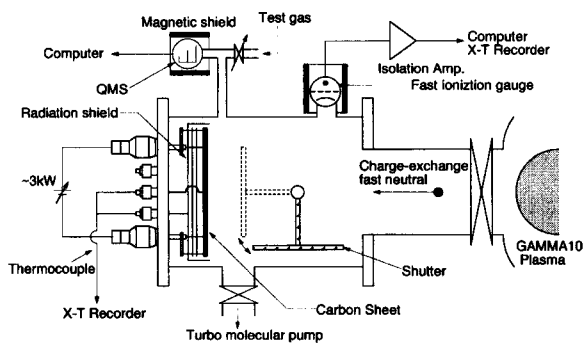 Magnetic shield
Test gas
Computer
QMS
Computer
X-T Recorder
Isolation Amp.
Fast ioniztion gauge
Radiation shield
~3kW
Charge-exchange
fast neutral
GAMMA10
Plasma
Thermocouple
Shutter
X-T Recorder
Carbon Sheet
Turbo molecular pump